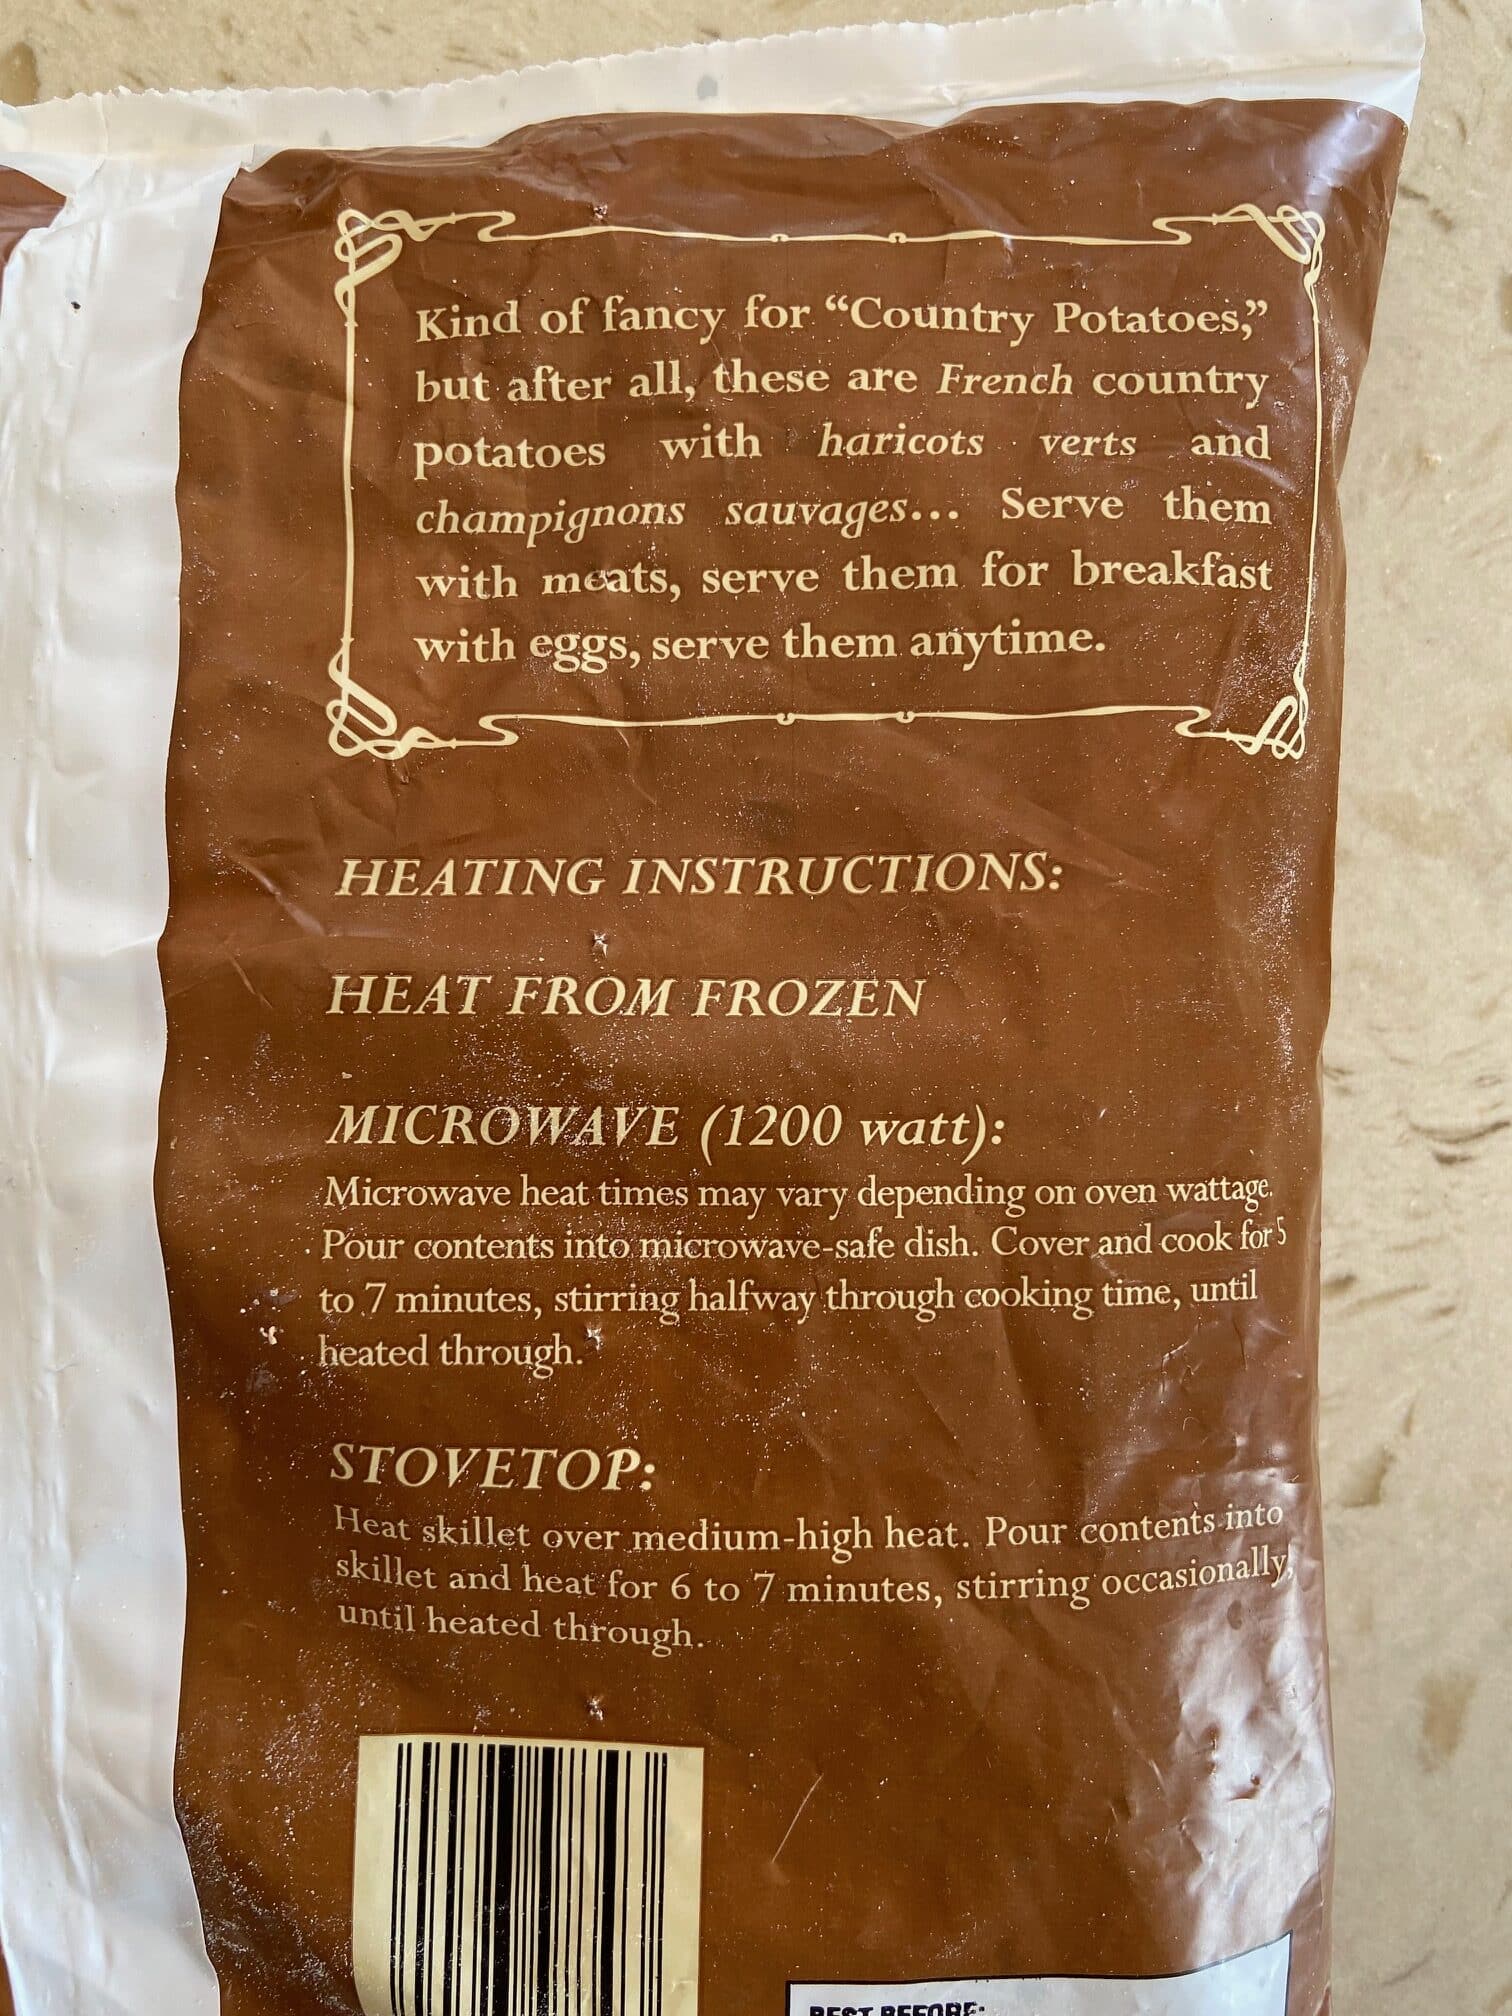 Kind of fancy for “Country Potatoes,”
but after all, these are French country
potatoes with haricots verts and
champignons sauvages... Serve them
with meats, serve them for breakfast
with eggs, serve them anytime.
HEATING INSTRUCTIONS:
HEAT FROM FROZEN
MICROWAVE (1200 watt):
Microwave heat times may vary depending on oven wattage.
Pour contents into microwave-safe dish. Cover and cook for 5
to 7 minutes, stirring halfway through cooking time, until
heated through.
STOVETOP:
Heat skillet over medium-high heat. Pour contents into
skillet and heat for 6 to 7 minutes, stirring occasionally,
until heated through.
BEST BEFORE: